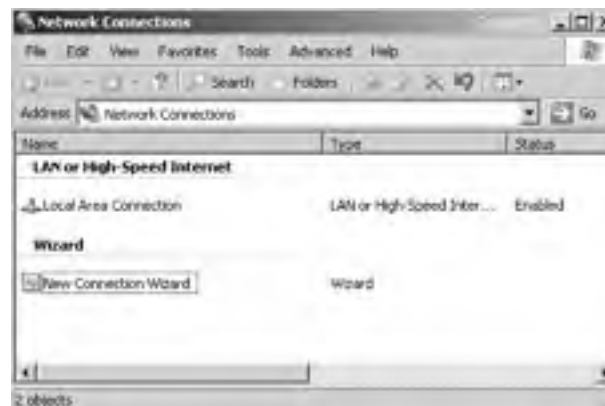 Network Connections
File Edit View Favorites Tools Advanced Help
Search Folders
Address Network Connections Go
Name Type Status
LAN or High-Speed Internet
Local Area Connection LAN or High-Speed Inter... Enabled
Wizard
New Connection Wizard Wizard
2 objects